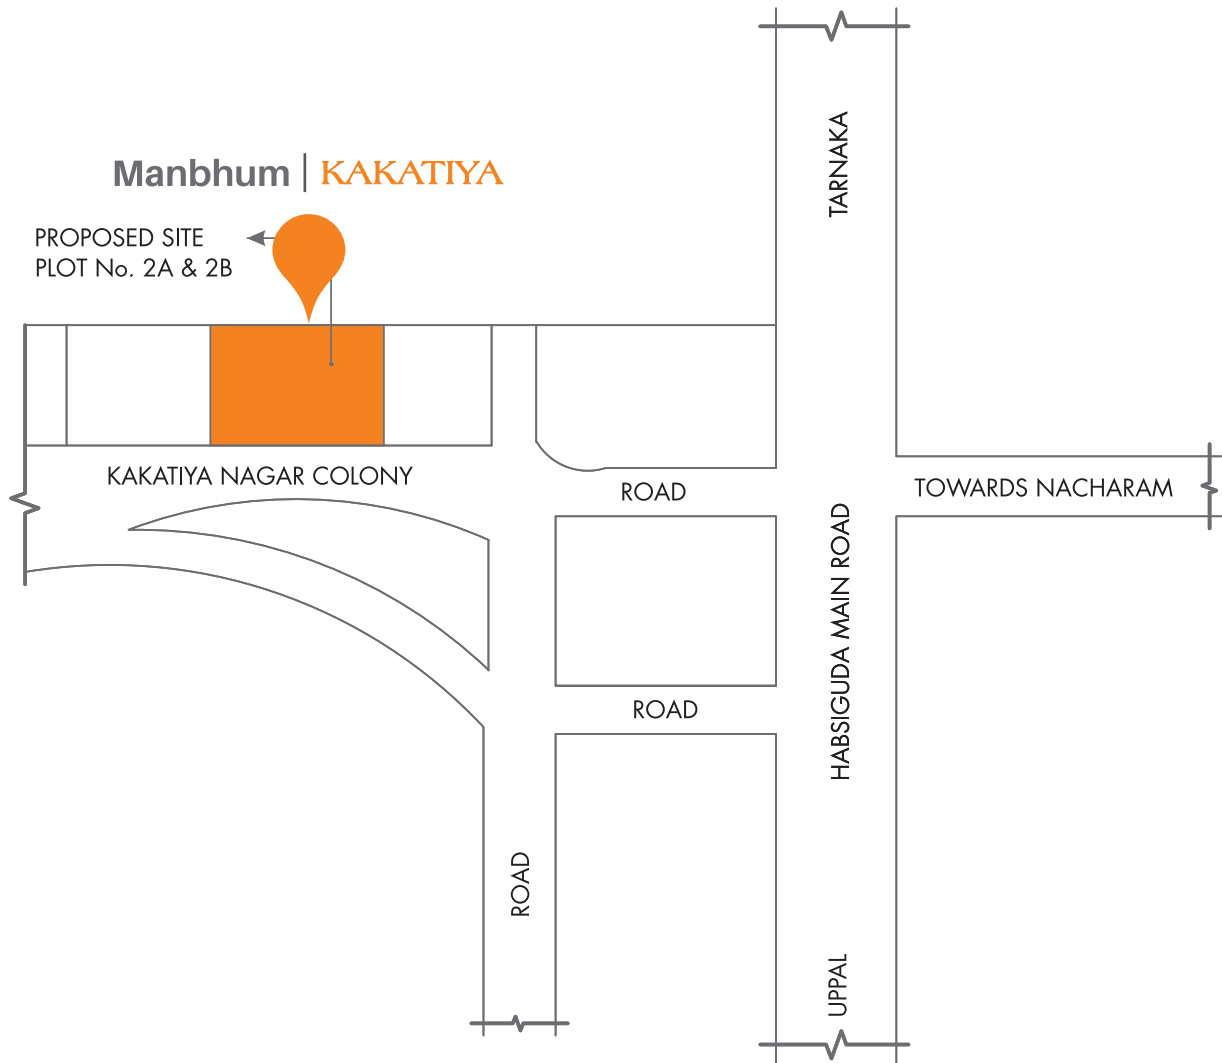 TARNAKA
Manbhum | KAKATIYA
PROPOSED SITE
PLOT No. 2A & 2B
KAKATIYA NAGAR COLONY
ROAD
TOWARDS NACHARAM
HABSIGUDA MAIN ROAD
ROAD
ROAD
UPPAL